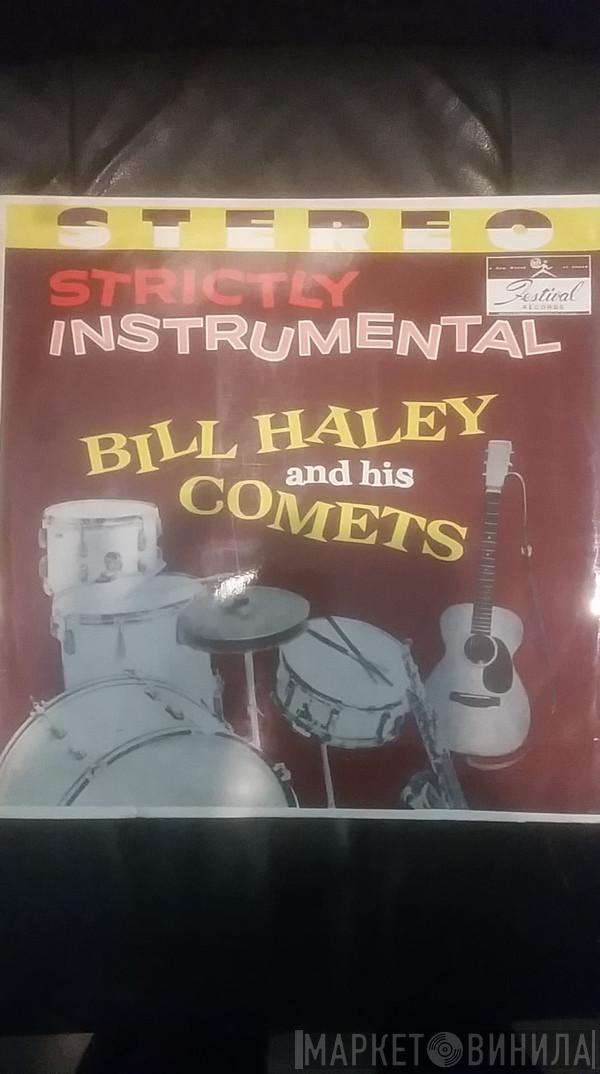 STEREO
STRICTLY
INSTRUMENTAL
Festival
RECORDS
BILL HALEY
and his
COMETS
МАРКЕТ ВИНИЛА